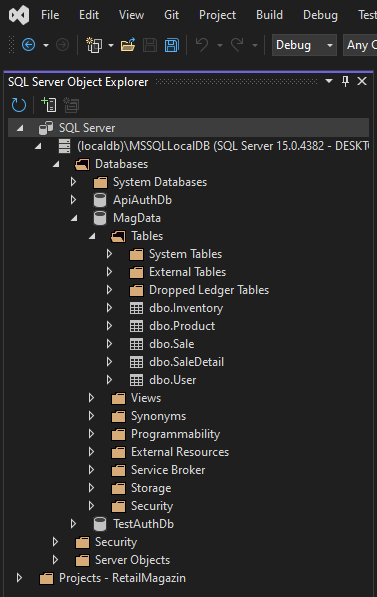 File Edit View Git Project Build Debug Test
Debug Any C
SQL Server Object Explorer
SQL Server
(localdb)\MSSQLLocalDB (SQL Server 15.0.4382 - DESKT
Databases
System Databases
ApiAuthDb
MagData
Tables
System Tables
External Tables
Dropped Ledger Tables
dbo.Inventory
dbo.Product
dbo.Sale
dbo.SaleDetail
dbo.User
Views
Synonyms
Programmability
External Resources
Service Broker
Storage
Security
TestAuthDb
Security
Server Objects
Projects - RetailMagazin